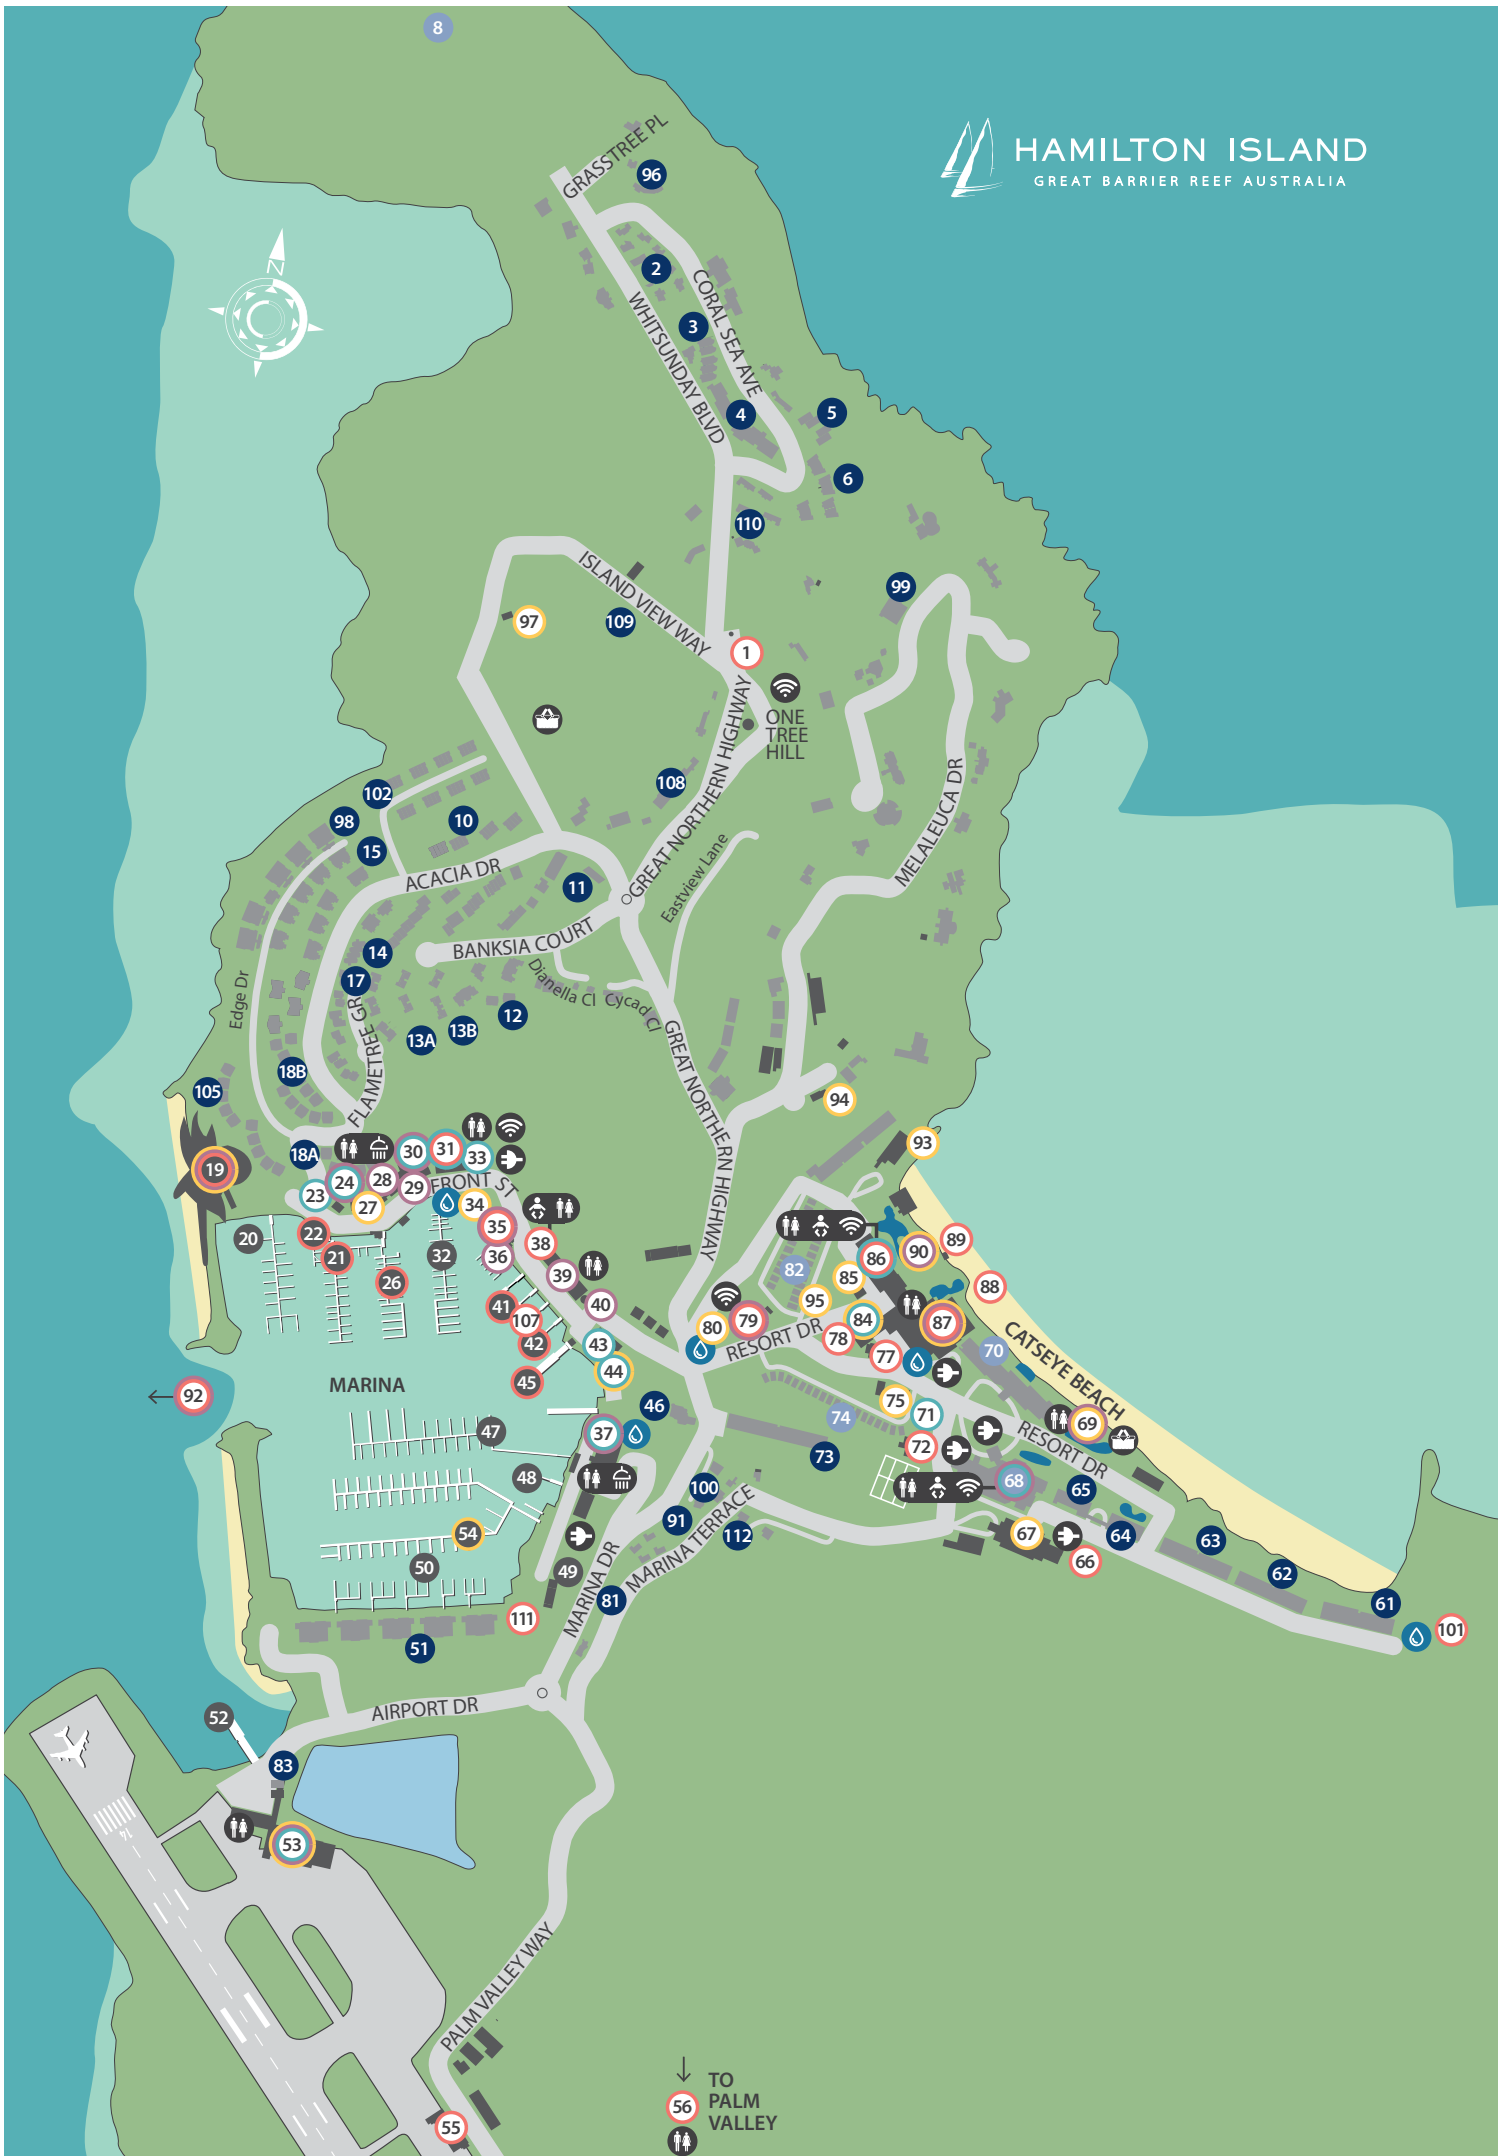 8
HAMILTON ISLAND
GREAT BARRIER REEF AUSTRALIA
GRASSTREE PL
96
N
2
CORAL SEA AVE
WHITSUNDAY BLVD
3
4
5
6
110
ISLAND VIEW WAY
99
97
109
1
ONE
TREE
HILL
GREAT NORTHERN HIGHWAY
108
102
98
10
15
MELALEUCA DR
ACACIA DR
11
Eastview Lane
BANKSIA COURT
14
17
Dianella Cl
Cycad Cl
Edge Dr
12
13B
13A
FLAMETREE GR
GREAT NORTHERN HIGHWAY
18B
105
94
93
18A
30
31
33
19
24
28
29
FRONT ST
23
27
34
22
35
38
20
21
32
36
39
26
40
41
107
42
43
44
45
82
86
90
89
85
88
95
84
79
80
78
87
RESORT DR
77
70
CATSEYE BEACH
MARINA
92
46
75
74
71
69
37
47
72
73
RESORT DR
48
100
68
65
91
MARINA TERRACE
112
67
64
54
63
66
50
49
62
MARINA DR
81
61
111
101
51
AIRPORT DR
52
83
14
53
PALM VALLEY WAY
TO
PALM
VALLEY
56
55